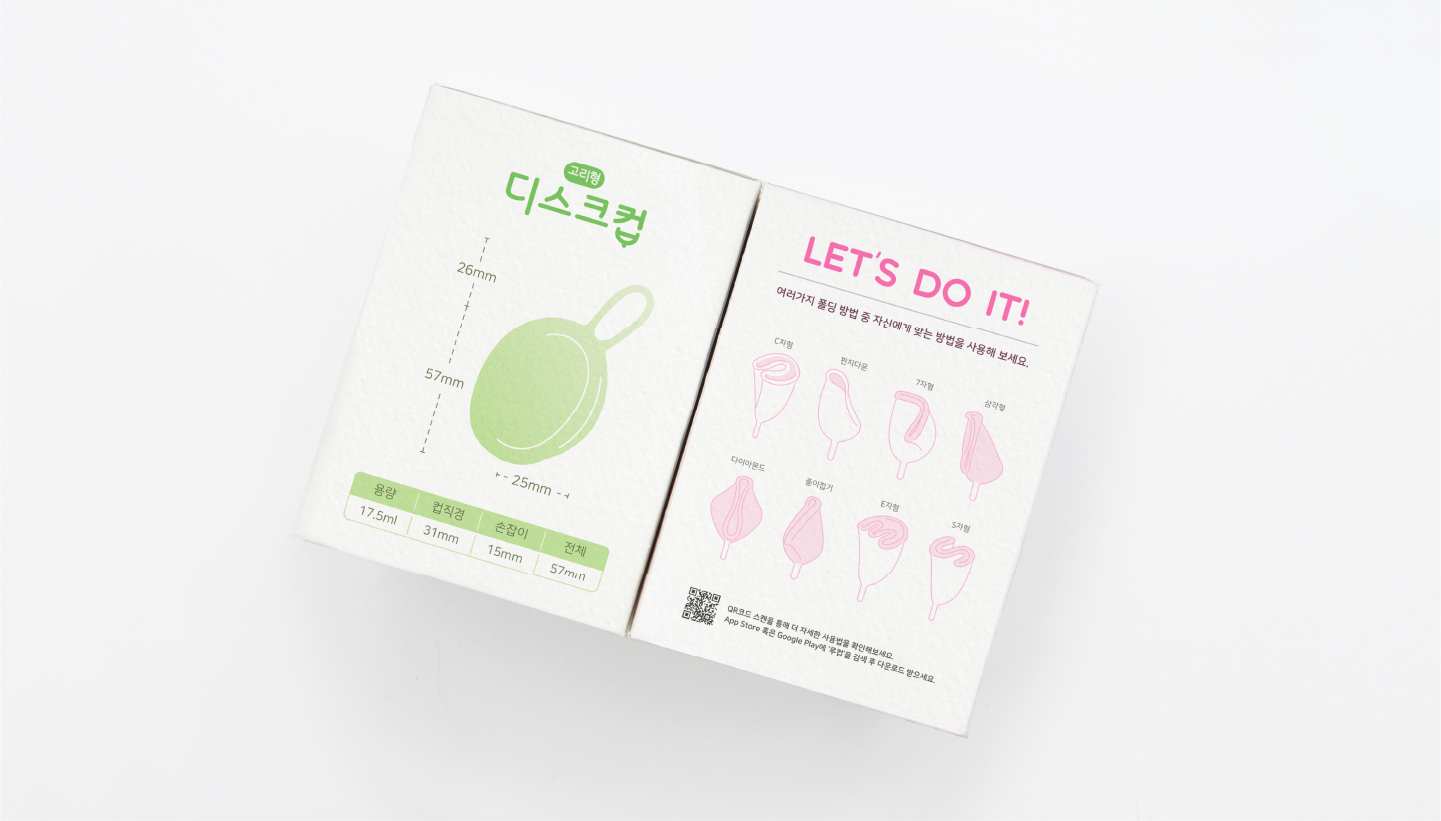 고리형
디스크컵
26mm
57mm
25mm
용량 컵직경 손잡이 전체
17.5ml 31mm 15mm 57mm
LET'S DO IT!
여러가지 폴딩 방법 중 자신에게 맞는 방법을 사용해 보세요.
C자형 펀치다운 7자형 삼각형
다이아몬드 종이접기 E자형 S자형
QR코드 스캔을 통해 더 자세한 사용법을 확인해보세요.
App Store 혹은 Google Play에 '루컵'을 검색 후 다운로드 받으세요.